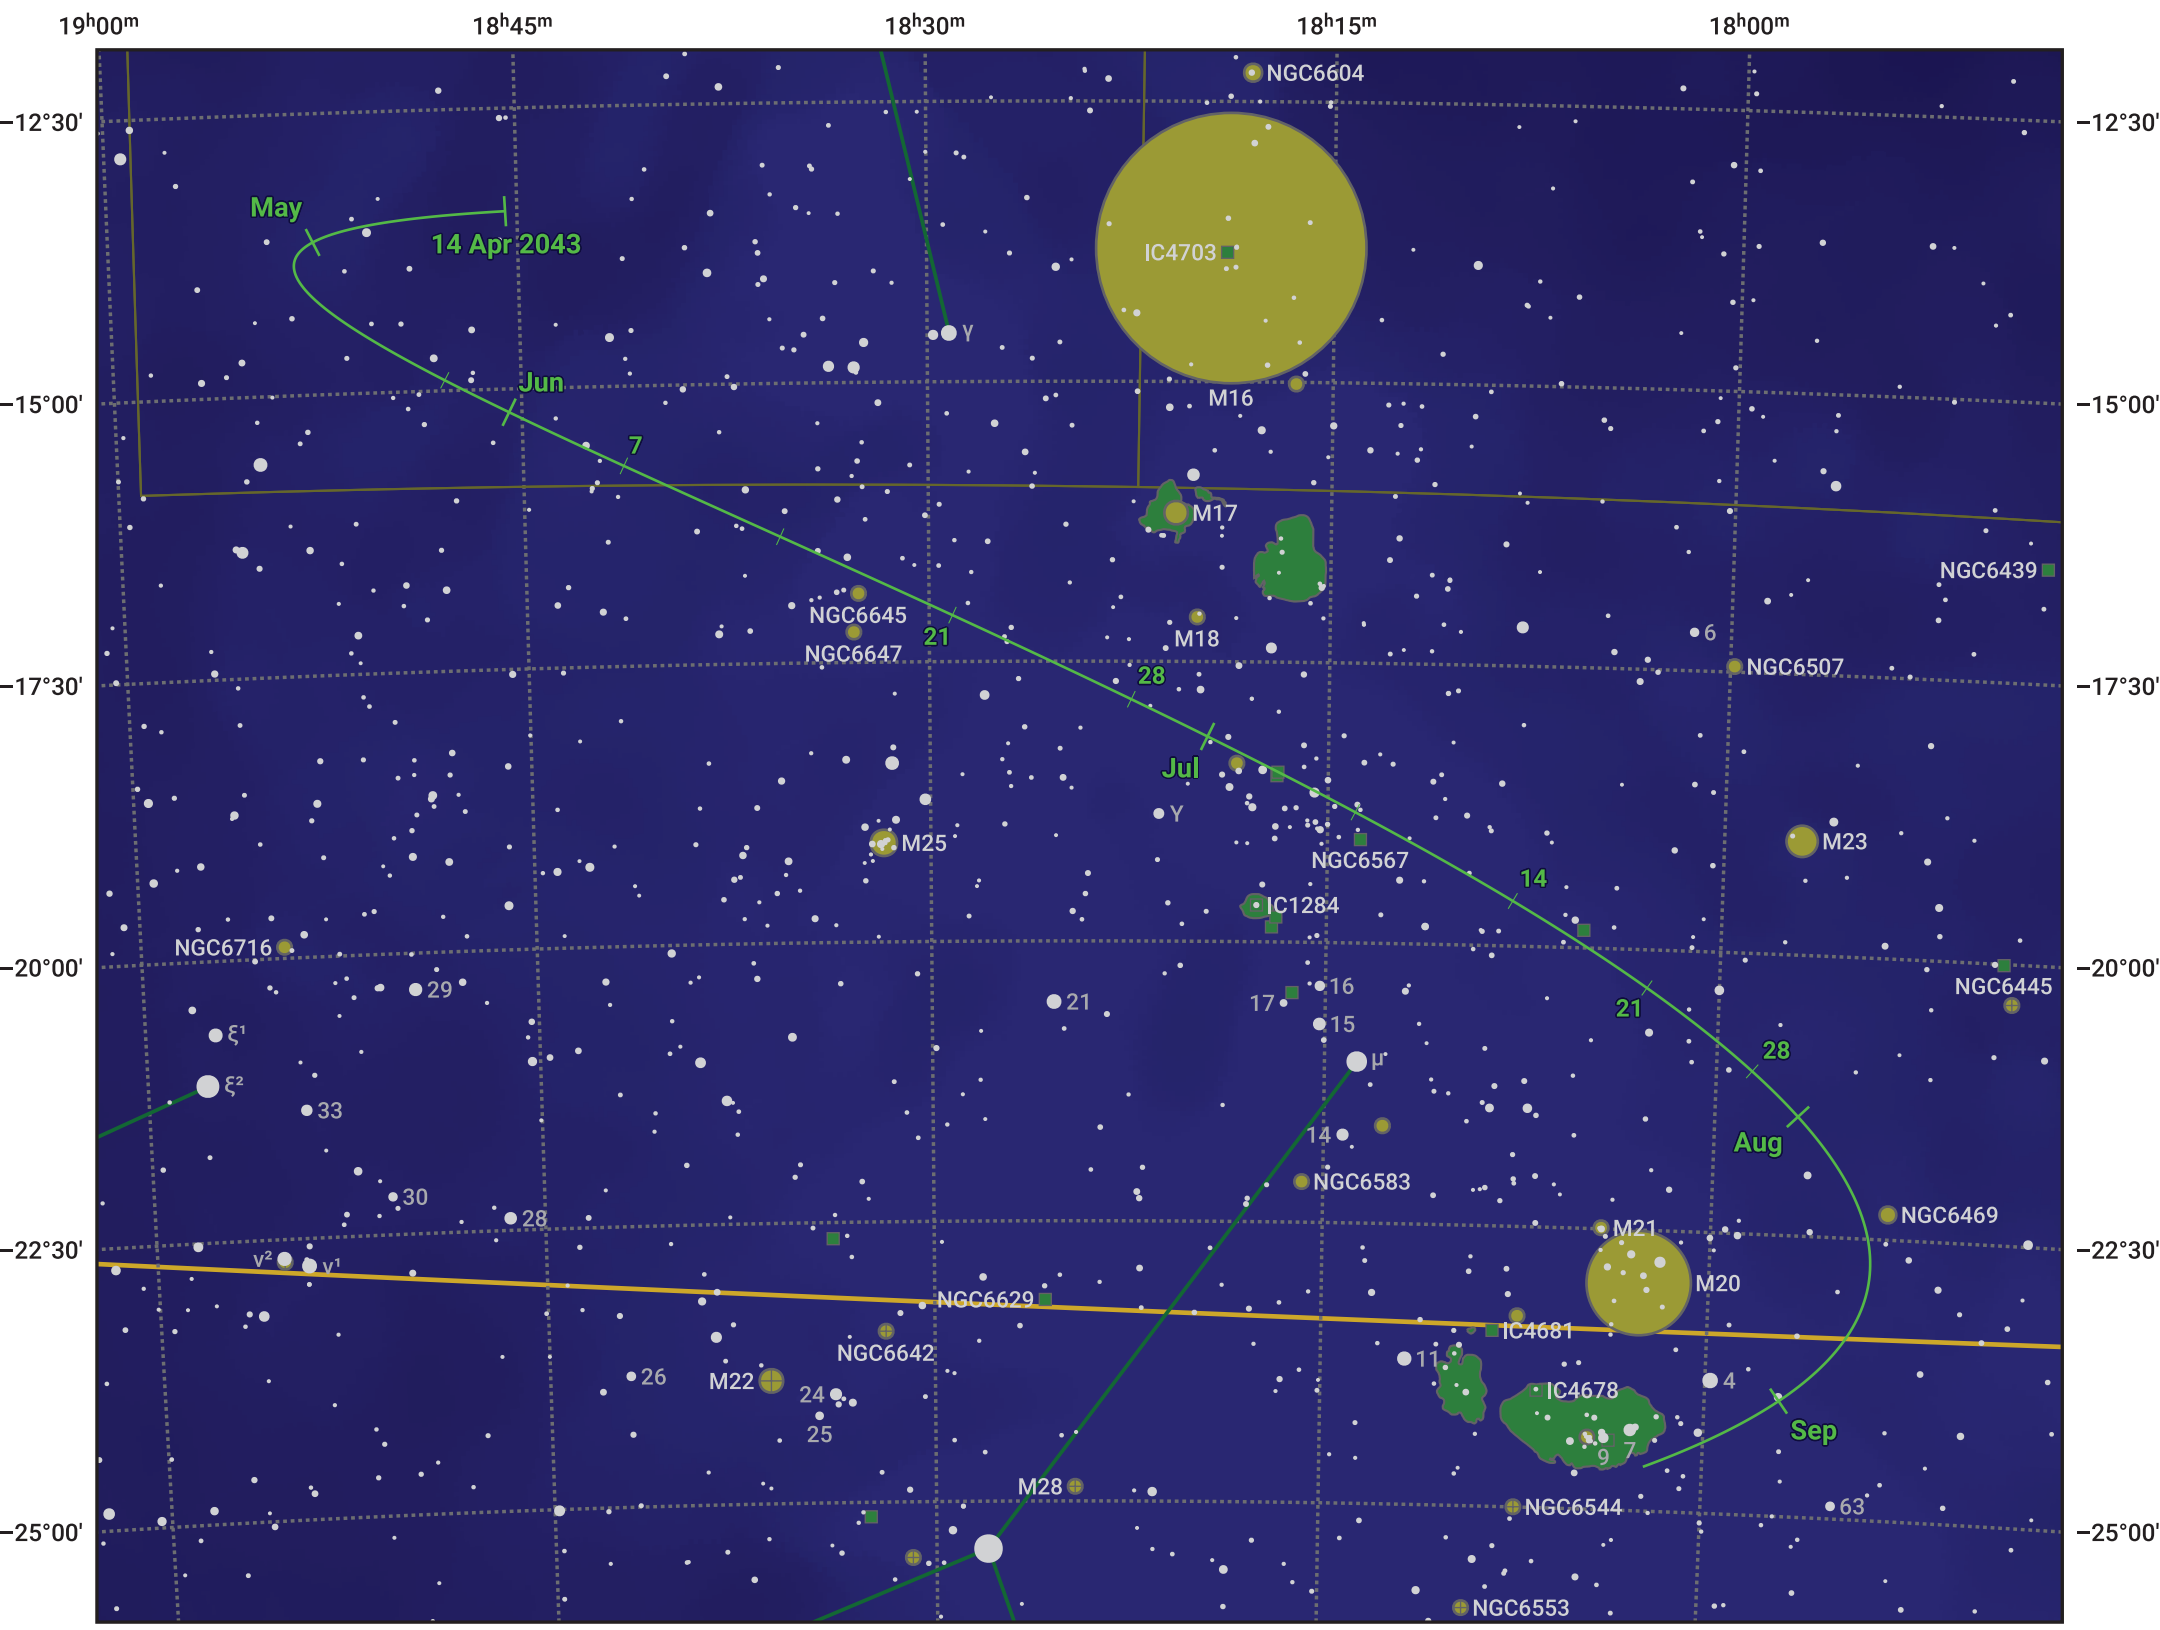 19ʰ00ᵐ 18ʰ45ᵐ 18ʰ30ᵐ 18ʰ15ᵐ 18ʰ00ᵐ
NGC6604
−12°30' −12°30'
May
14 Apr 2043
IC4703
γ
Jun
M16
−15°00' −15°00'
7
M17
NGC6439
NGC6645
21
M18
6
NGC6647
NGC6507
28
−17°30' −17°30'
Jul
Y
M25
M23
NGC6567
14
IC1284
NGC6716
−20°00' −20°00'
29
16
NGC6445
21
17
21
15
ξ¹
28
μ
ξ²
33
14
Aug
NGC6583
30
28
NGC6469
M21
−22°30' −22°30'
ν² ν¹
M20
NGC6629
IC4681
NGC6642
11
26
M22
24
4
IC4678
25
Sep
9 7
M28
NGC6544
63
−25°00' −25°00'
NGC6553